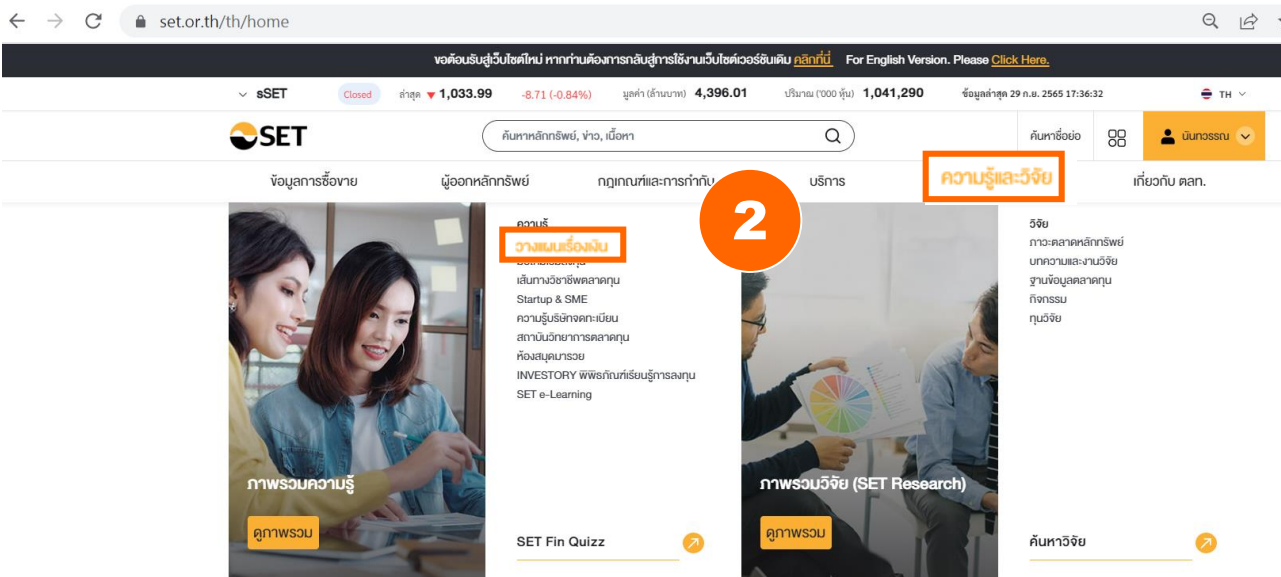 set.or.th/th/home
ขอต้อนรับสู่เว็บไซต์ใหม่ หากท่านต้องการกลับสู่การใช้งานเว็บไซต์เวอร์ชันเดิม คลิกที่นี่ For English Version. Please Click Here.
sSET Closed ล่าสุด 1,033.99 -8.71 (-0.84%) มูลค่า (ล้านบาท) 4,396.01 ปริมาณ ('000 หุ้น) 1,041,290 ข้อมูลล่าสุด 29 ก.ย. 2565 17:36:32 TH
SET ค้นหาหลักทรัพย์, ข่าว, เนื้อหา ค้นหาชื่อย่อ นันทวรรณ
ข้อมูลการซื้อขาย ผู้ออกหลักทรัพย์ กฎเกณฑ์และการกำกับ บริการ ความรู้และวิจัย เกี่ยวกับ ตลท.
2
ความรู้
วางแผนเรื่องเงิน
เส้นทางวิชาชีพตลาดทุน
Startup & SME
ความรู้บริษัทจดทะเบียน
สถาบันวิทยาการตลาดทุน
ห้องสมุดมารวย
INVESTORY พิพิธภัณฑ์เรียนรู้การลงทุน
SET e-Learning
วิจัย
ภาวะตลาดหลักทรัพย์
บทความและงานวิจัย
ฐานข้อมูลตลาดทุน
กิจกรรม
ทุนวิจัย
ภาพรวมความรู้
ดูภาพรวม
SET Fin Quizz
ภาพรวมวิจัย (SET Research)
ดูภาพรวม
ค้นหาวิจัย